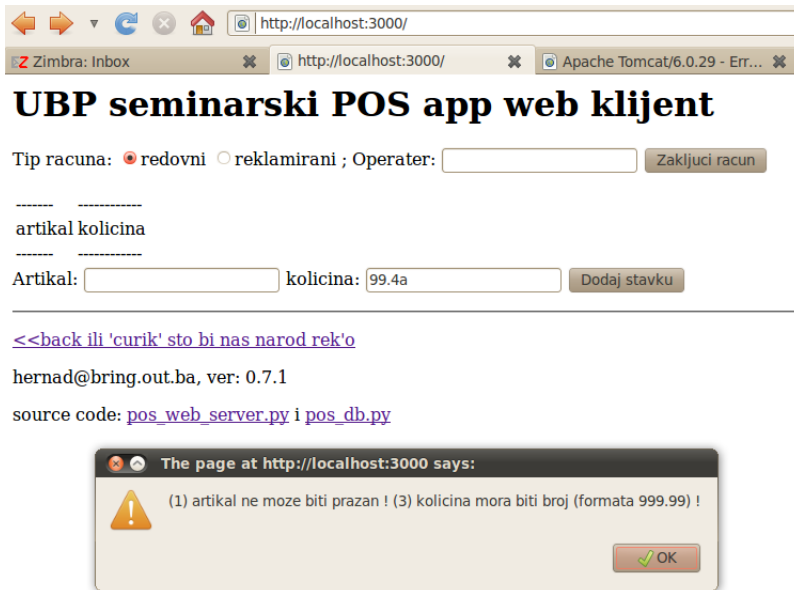 http://localhost:3000/
Zimbra: Inbox http://localhost:3000/ Apache Tomcat/6.0.29 - Err...
UBP seminarski POS app web klijent
Tip racuna: redovni reklamirani ; Operater: Zakljuci racun
------- ------------
artikal kolicina
------- ------------
Artikal: kolicina: 99.4a Dodaj stavku
<<back ili 'curik' sto bi nas narod rek'o
hernad@bring.out.ba, ver: 0.7.1
source code: pos_web_server.py i pos_db.py
The page at http://localhost:3000 says:
(1) artikal ne moze biti prazan ! (3) kolicina mora biti broj (formata 999.99) !
OK